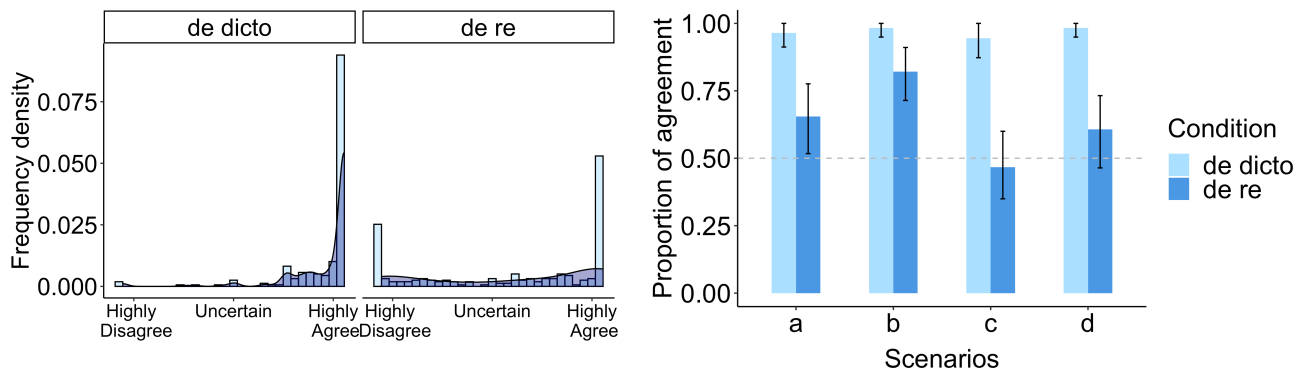 de dicto
de re
Frequency density
0.075
0.050
0.025
0.000
Highly Disagree
Uncertain
Highly Agree
Highly Disagree
Uncertain
Highly Agree
Proportion of agreement
1.00
0.75
0.50
0.25
0.00
a
b
c
d
Scenarios
Condition
de dicto
de re